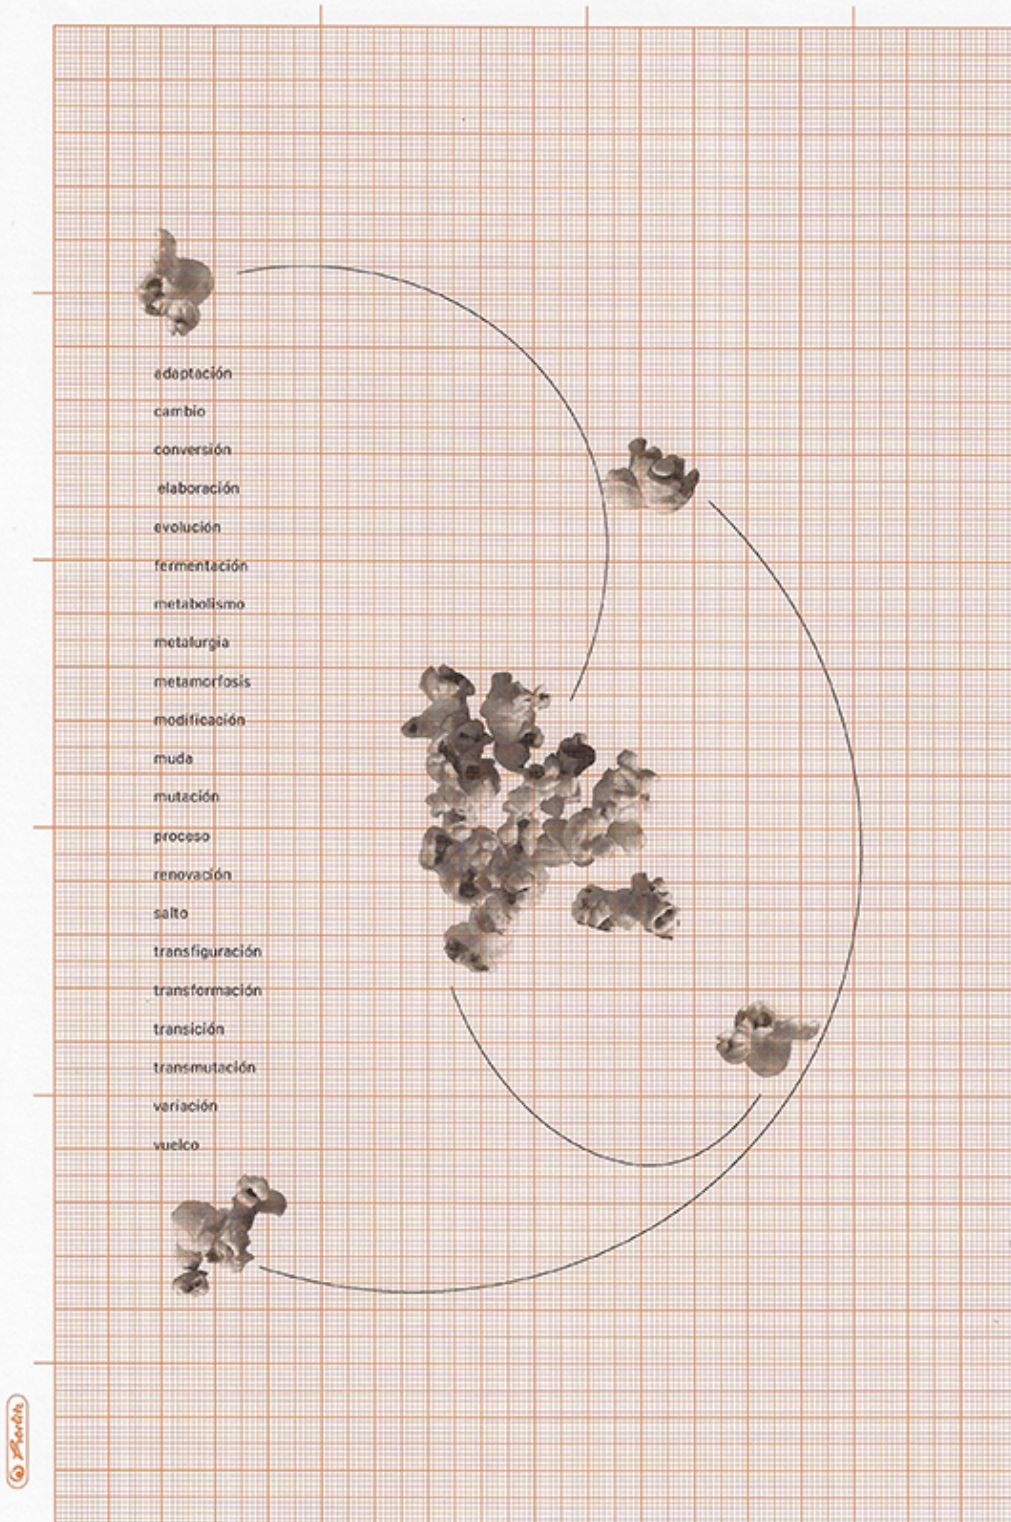 adaptación
cambio
conversión
elaboración
evolución
fermentación
metabolismo
metalurgia
metamorfosis
modificación
muda
mutación
proceso
renovación
salto
transfiguración
transformación
transición
transmutación
variación
vuelco